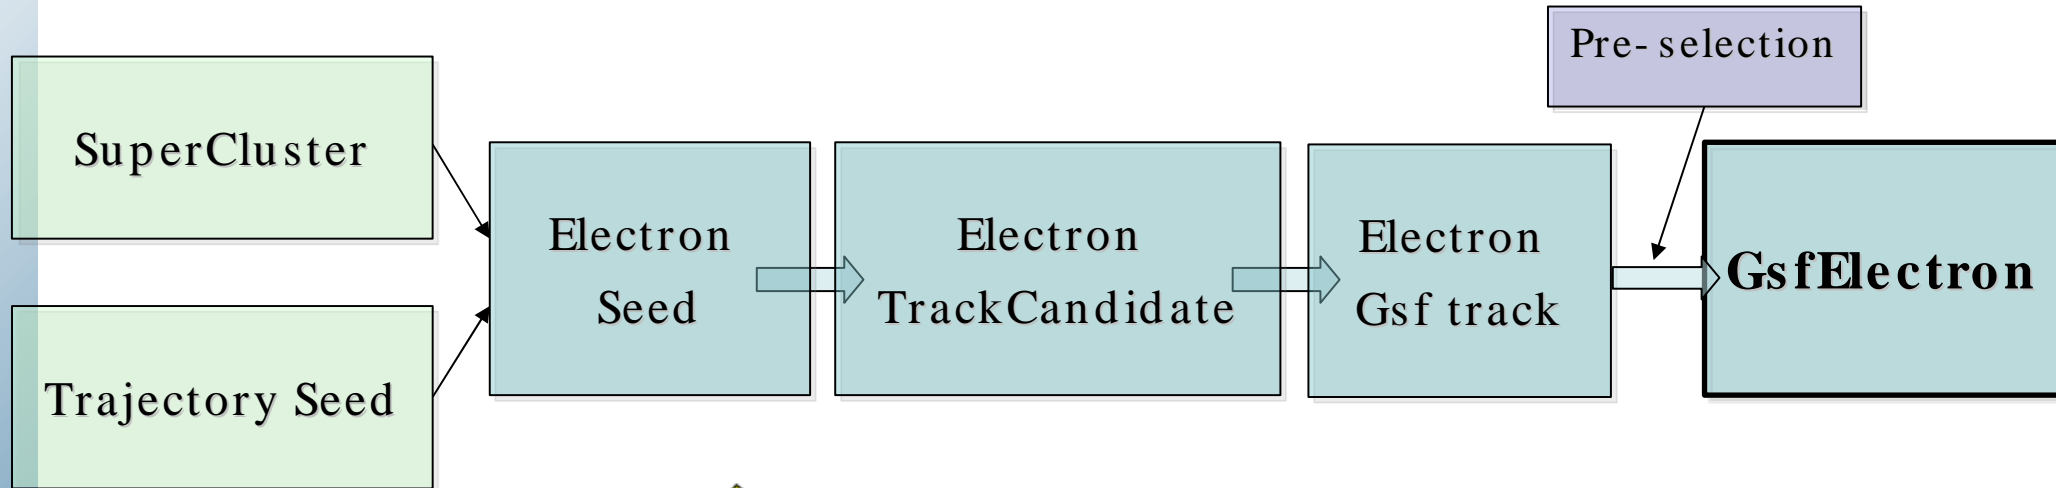 Pre-selection
SuperCluster
Trajectory Seed
Electron
Seed
Electron
TrackCandidate
Electron
Gsf track
GsfElectron